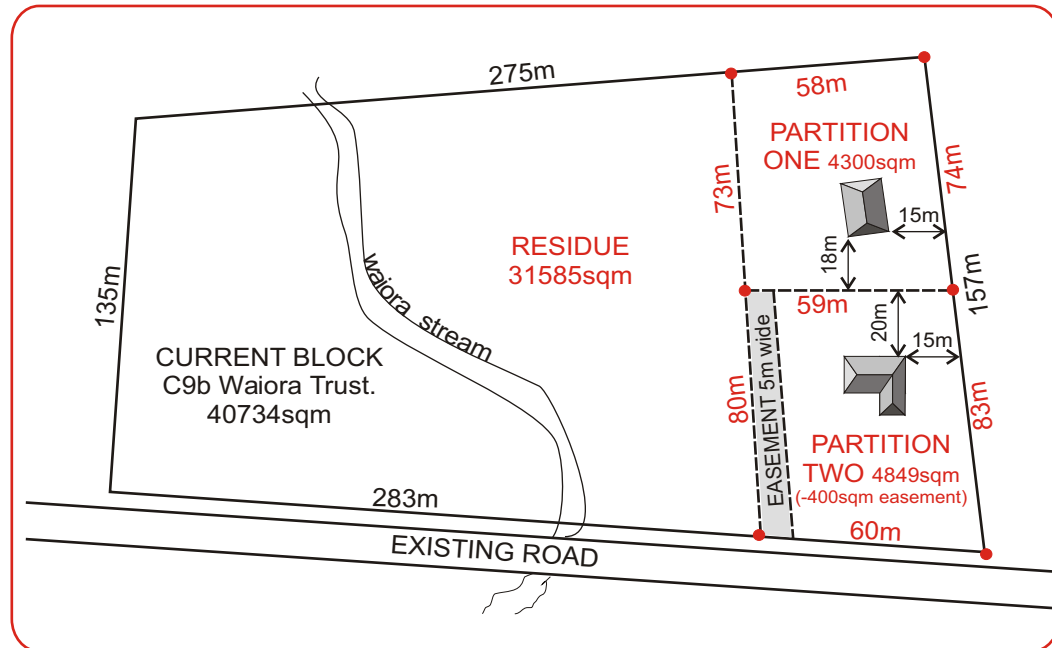 275m
58m
PARTITION
ONE 4300sqm
74m
73m
15m
18m
135m
RESIDUE
31585sqm
waiora stream
59m
157m
20m
15m
CURRENT BLOCK
C9b Waiora Trust.
40734sqm
80m
EASEMENT 5m wide
83m
PARTITION
TWO 4849sqm
(-400sqm easement)
283m
60m
EXISTING ROAD